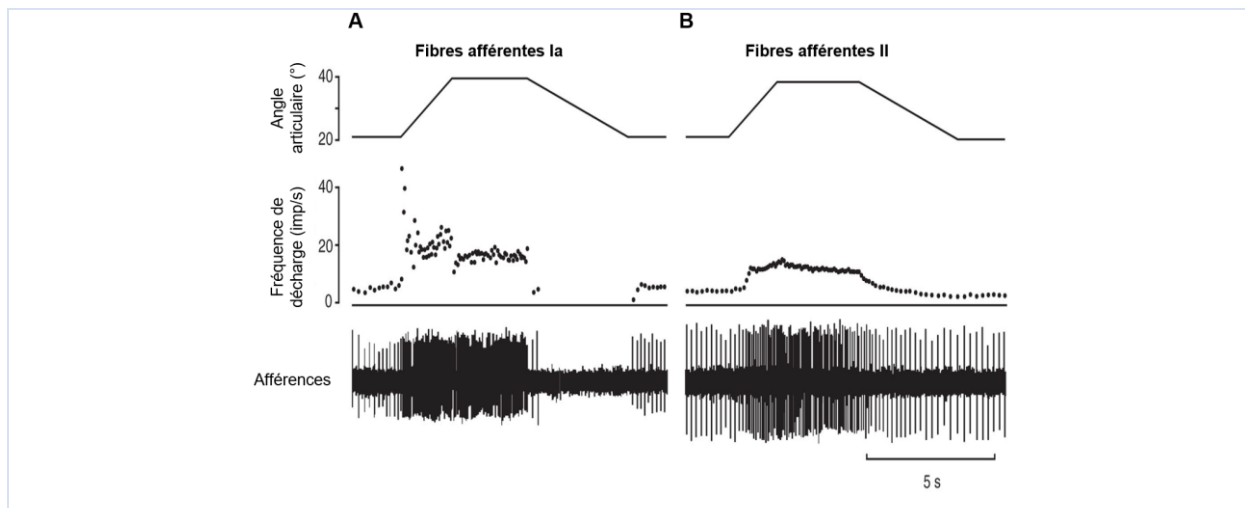 A
B
Fibres afférentes Ia
Fibres afférentes II
Angle
articulaire (°)
40
20
Fréquence de
décharge (imp/s)
40
20
0
Afférences
5 s